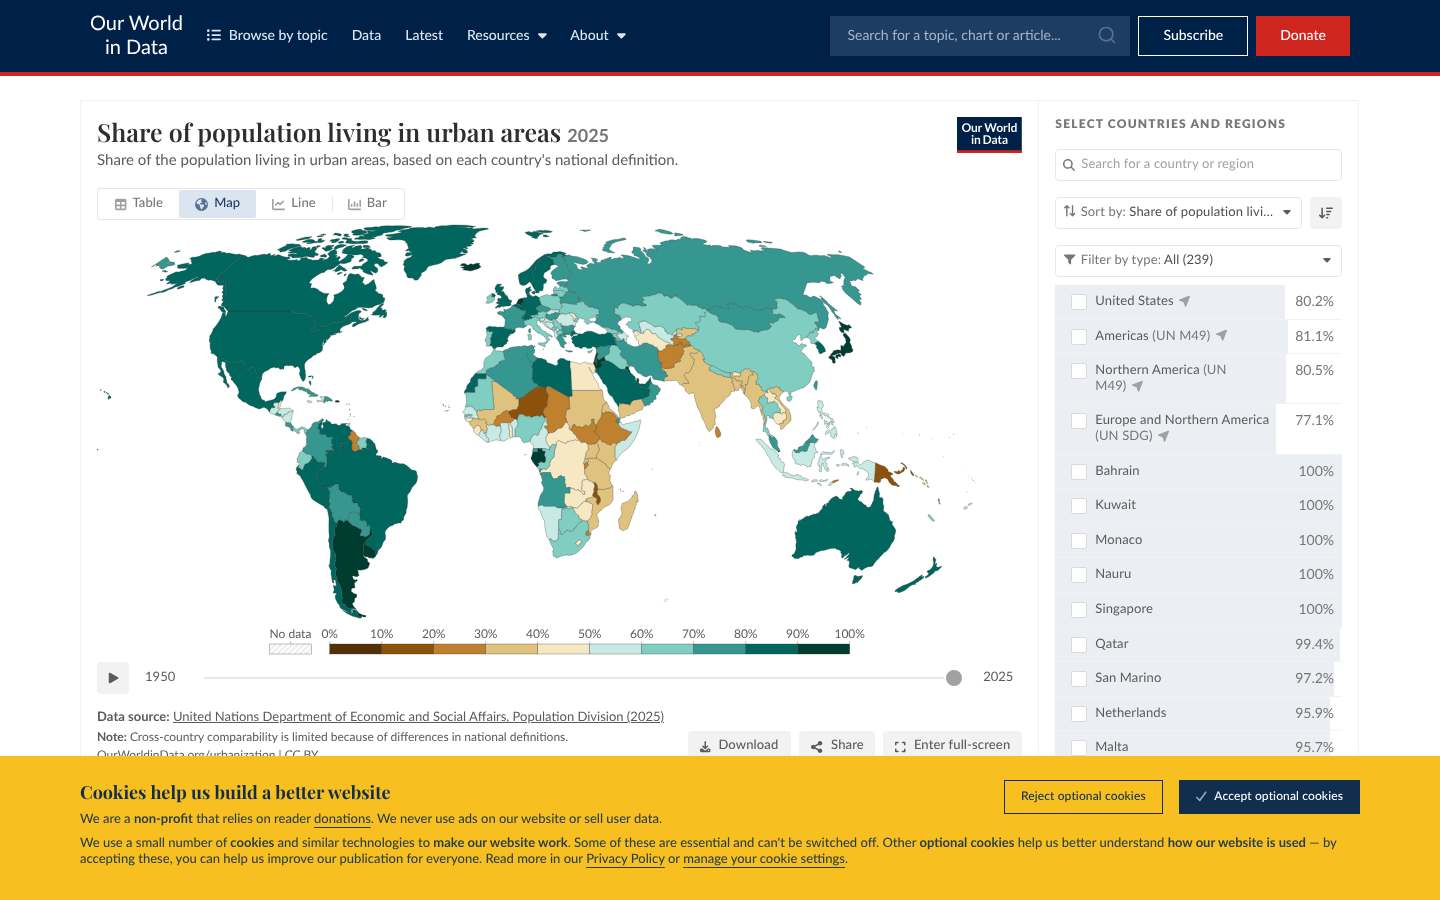 Our World
in Data
Browse by topic
Data
Latest
Resources
About
Search for a topic, chart or article...
Subscribe
Donate
Share of population living in urban areas 2025
Share of the population living in urban areas, based on each country's national definition.
Our World
in Data
Table
Map
Line
Bar
No data
0%
10%
20%
30%
40%
50%
60%
70%
80%
90%
100%
1950
2025
Data source: United Nations Department of Economic and Social Affairs, Population Division (2025)
Note: Cross-country comparability is limited because of differences in national definitions.
OurWorldinData.org/urbanization | CC BY
Download
Share
Enter full-screen
SELECT COUNTRIES AND REGIONS
Search for a country or region
Sort by: Share of population livi...
Filter by type: All (239)
United States 80.2%
Americas (UN M49) 81.1%
Northern America (UN
M49) 80.5%
Europe and Northern America
(UN SDG) 77.1%
Bahrain 100%
Kuwait 100%
Monaco 100%
Nauru 100%
Singapore 100%
Qatar 99.4%
San Marino 97.2%
Netherlands 95.9%
Malta 95.7%
Cookies help us build a better website
We are a non-profit that relies on reader donations. We never use ads on our website or sell user data.
We use a small number of cookies and similar technologies to make our website work. Some of these are essential and can't be switched off. Other optional cookies help us better understand how our website is used — by
accepting these, you can help us improve our publication for everyone. Read more in our Privacy Policy or manage your cookie settings.
Reject optional cookies
Accept optional cookies